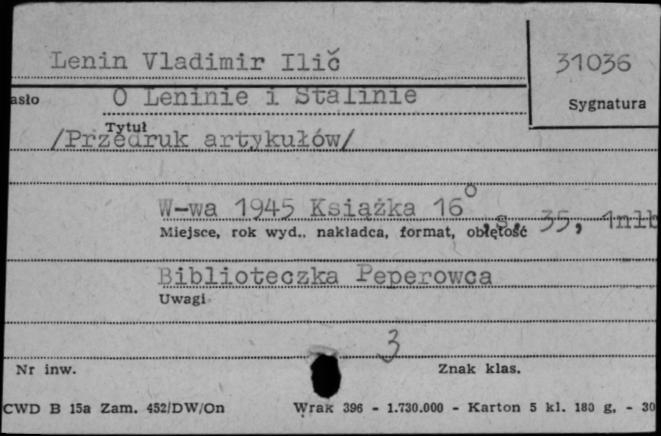 Lenin Vladimir Ilič
31036
asło
O Leninie i Stalinie
Sygnatura
Tytuł
/Przedruk artykułów/
W-wa 1945 Książka 16°, s. 35, 1nlb
Miejsce, rok wyd., nakładca, format, objętość
Biblioteczka Peperowca
Uwagi
3
Nr inw.
Znak klas.
CWD B 15a Zam. 452/DW/On
Wrak 396 - 1.730.000 - Karton 5 kl. 180 g. - 30